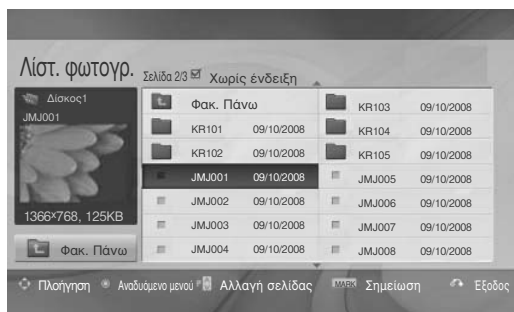 Λίστ. φωτογρ. Σελίδα 2/3 Χωρίς ένδειξη
Δίσκος1
JMJ001
1366×768, 125KB
Φακ. Πάνω
Φακ. Πάνω
KR101 09/10/2008
KR102 09/10/2008
JMJ001 09/10/2008
JMJ002 09/10/2008
JMJ003 09/10/2008
JMJ004 09/10/2008
KR103 09/10/2008
KR104 09/10/2008
KR105 09/10/2008
JMJ005 09/10/2008
JMJ006 09/10/2008
JMJ007 09/10/2008
JMJ008 09/10/2008
Πλοήγηση Αναδυόμενο μενού P Αλλαγή σελίδας MARK Σημείωση Έξοδος